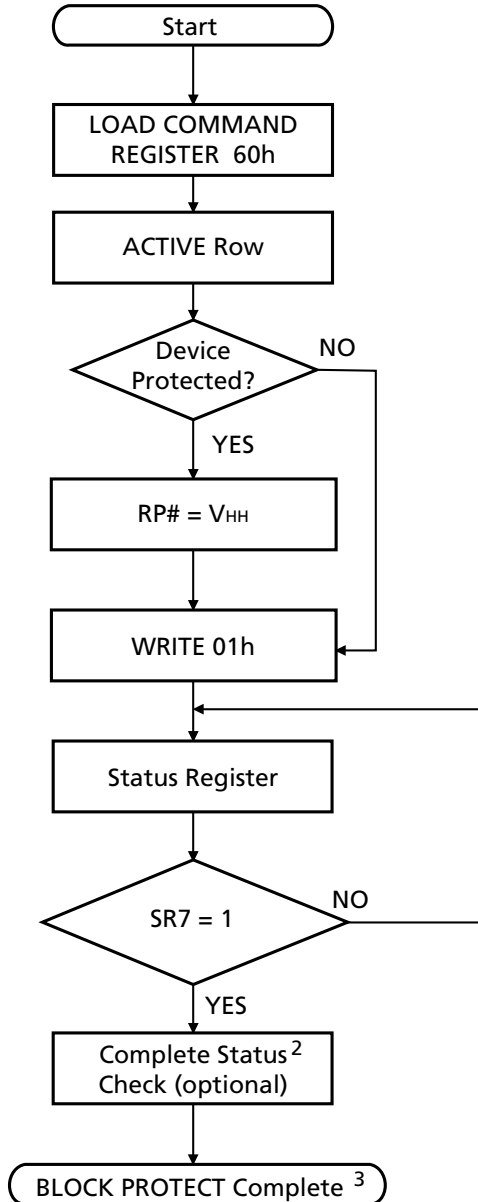 Start
LOAD COMMAND
REGISTER 60h
ACTIVE Row
Device
Protected?
NO
YES
RP# = VHH
WRITE 01h
Status Register
SR7 = 1
NO
YES
Complete Status 2
Check (optional)
BLOCK PROTECT Complete 3